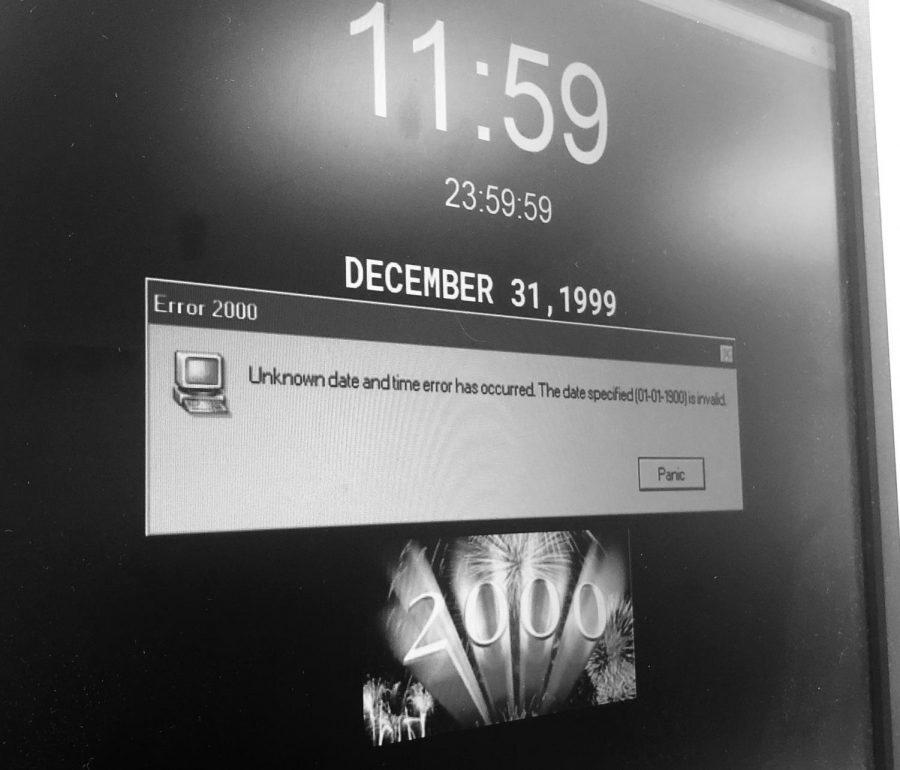 11:59
23:59:59
DECEMBER 31,1999
Error 2000
Unknown date and time error has occurred. The date specified (01-01-1900) is invalid.
Panic
2000